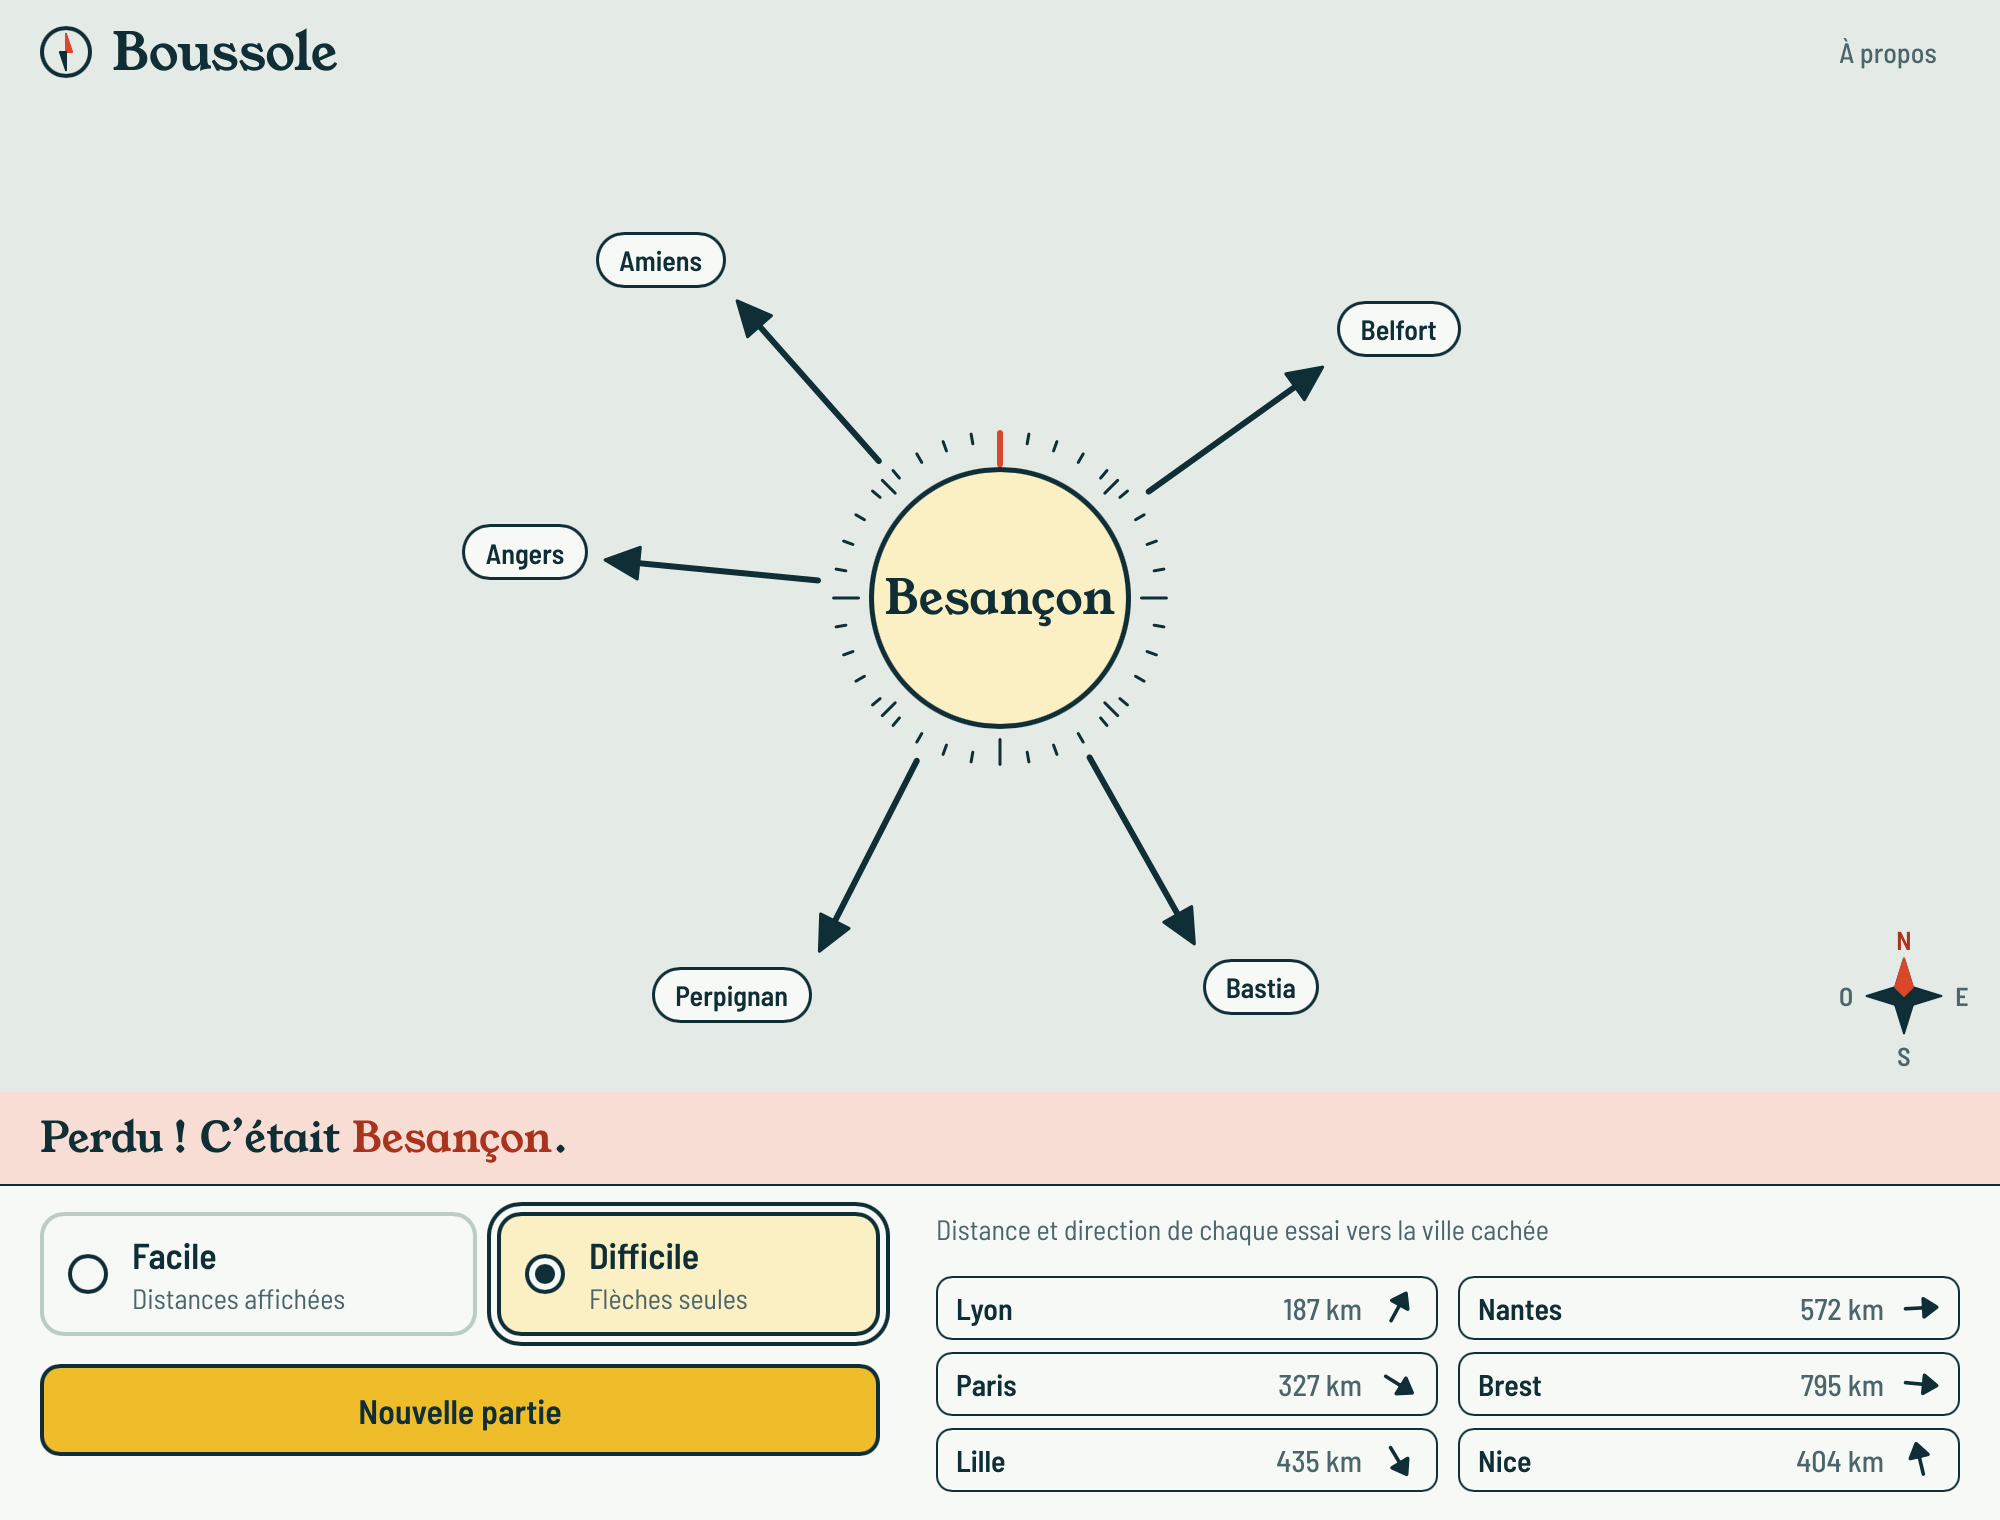 Boussole
À propos
Amiens
Belfort
Angers
Besançon
Perpignan
Bastia
N
O
E
S
Perdu ! C’était Besançon.
Facile
Distances affichées
Difficile
Flèches seules
Nouvelle partie
Distance et direction de chaque essai vers la ville cachée
Lyon 187 km
Nantes 572 km
Paris 327 km
Brest 795 km
Lille 435 km
Nice 404 km